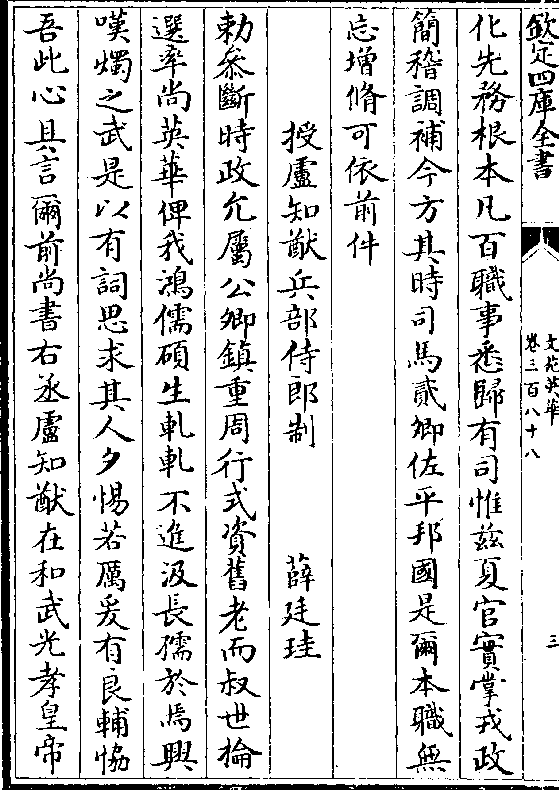 欽定四庫全書
文苑英華
卷三百八十八
三
化先務根本凡百職事悉歸有司惟兹夏官實掌戎政
簡稽調補今方其時司馬貳卿佐平邦國是爾本職無
忘增脩可依前件
授盧知猷兵部侍郎制 薛廷珪
勅叅斷時政允屬公卿鎮重周行式資舊老而叔世掄
選率尚英華俾我鴻儒碩生軋軋不進汲長孺於焉興
嘆燭之武是以有詞思求其人夕惕若厲爰有良輔協
吾此心具言爾前尚書右丞盧知猷在和武光孝皇帝